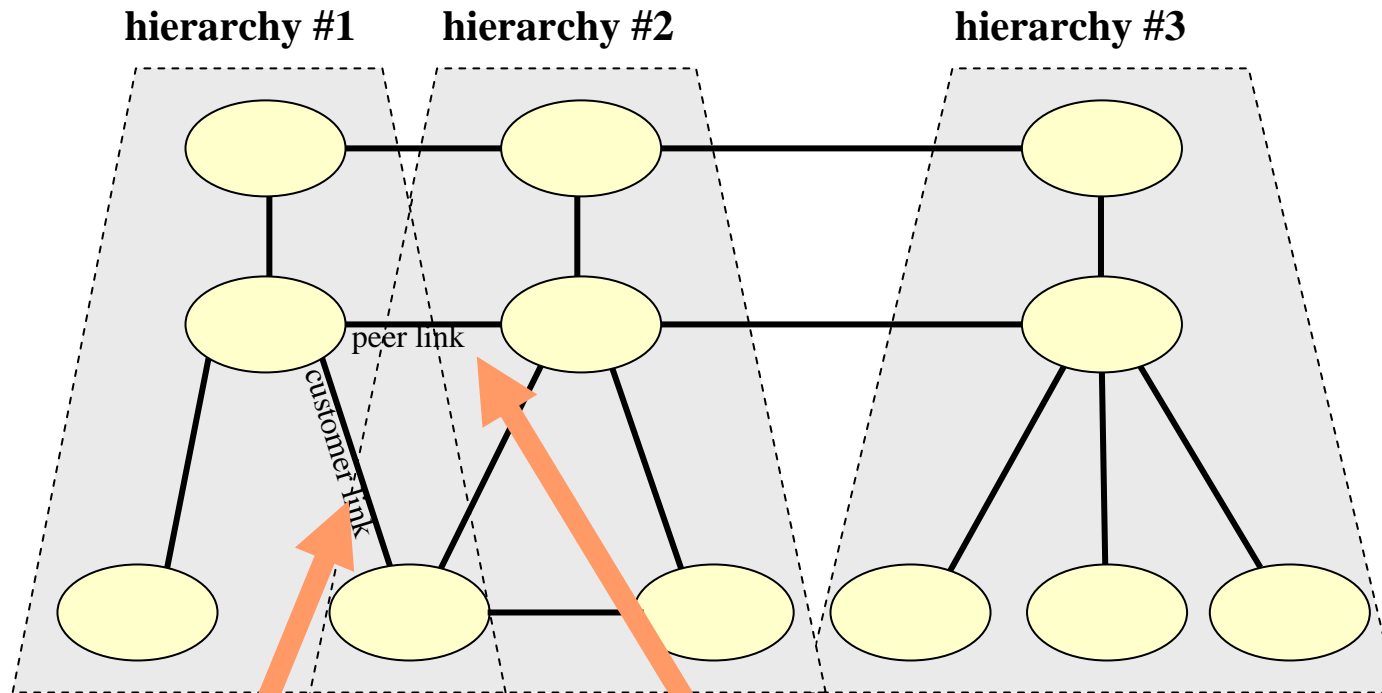 hierarchy #1
hierarchy #2
hierarchy #3
peer link
customer link